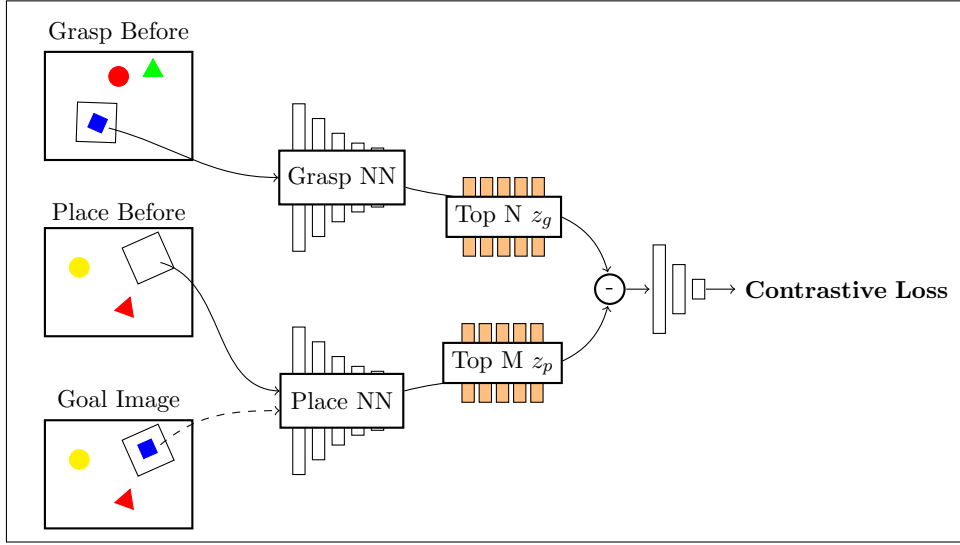 Grasp Before
Grasp NN
Top N z_g
Place Before
-
Contrastive Loss
Top M z_p
Place NN
Goal Image